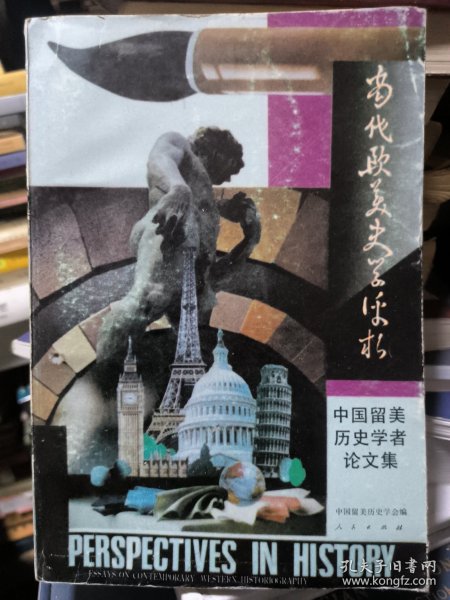 当代欧美史学评析
中国留美
历史学者
论文集
中国留美历史学会编
人民出版社
PERSPECTIVES IN HISTORY
ESSAYS ON CONTEMPORARY WESTERN HISTORIOGRAPHY
孔夫子旧书网
book.kongfz.com